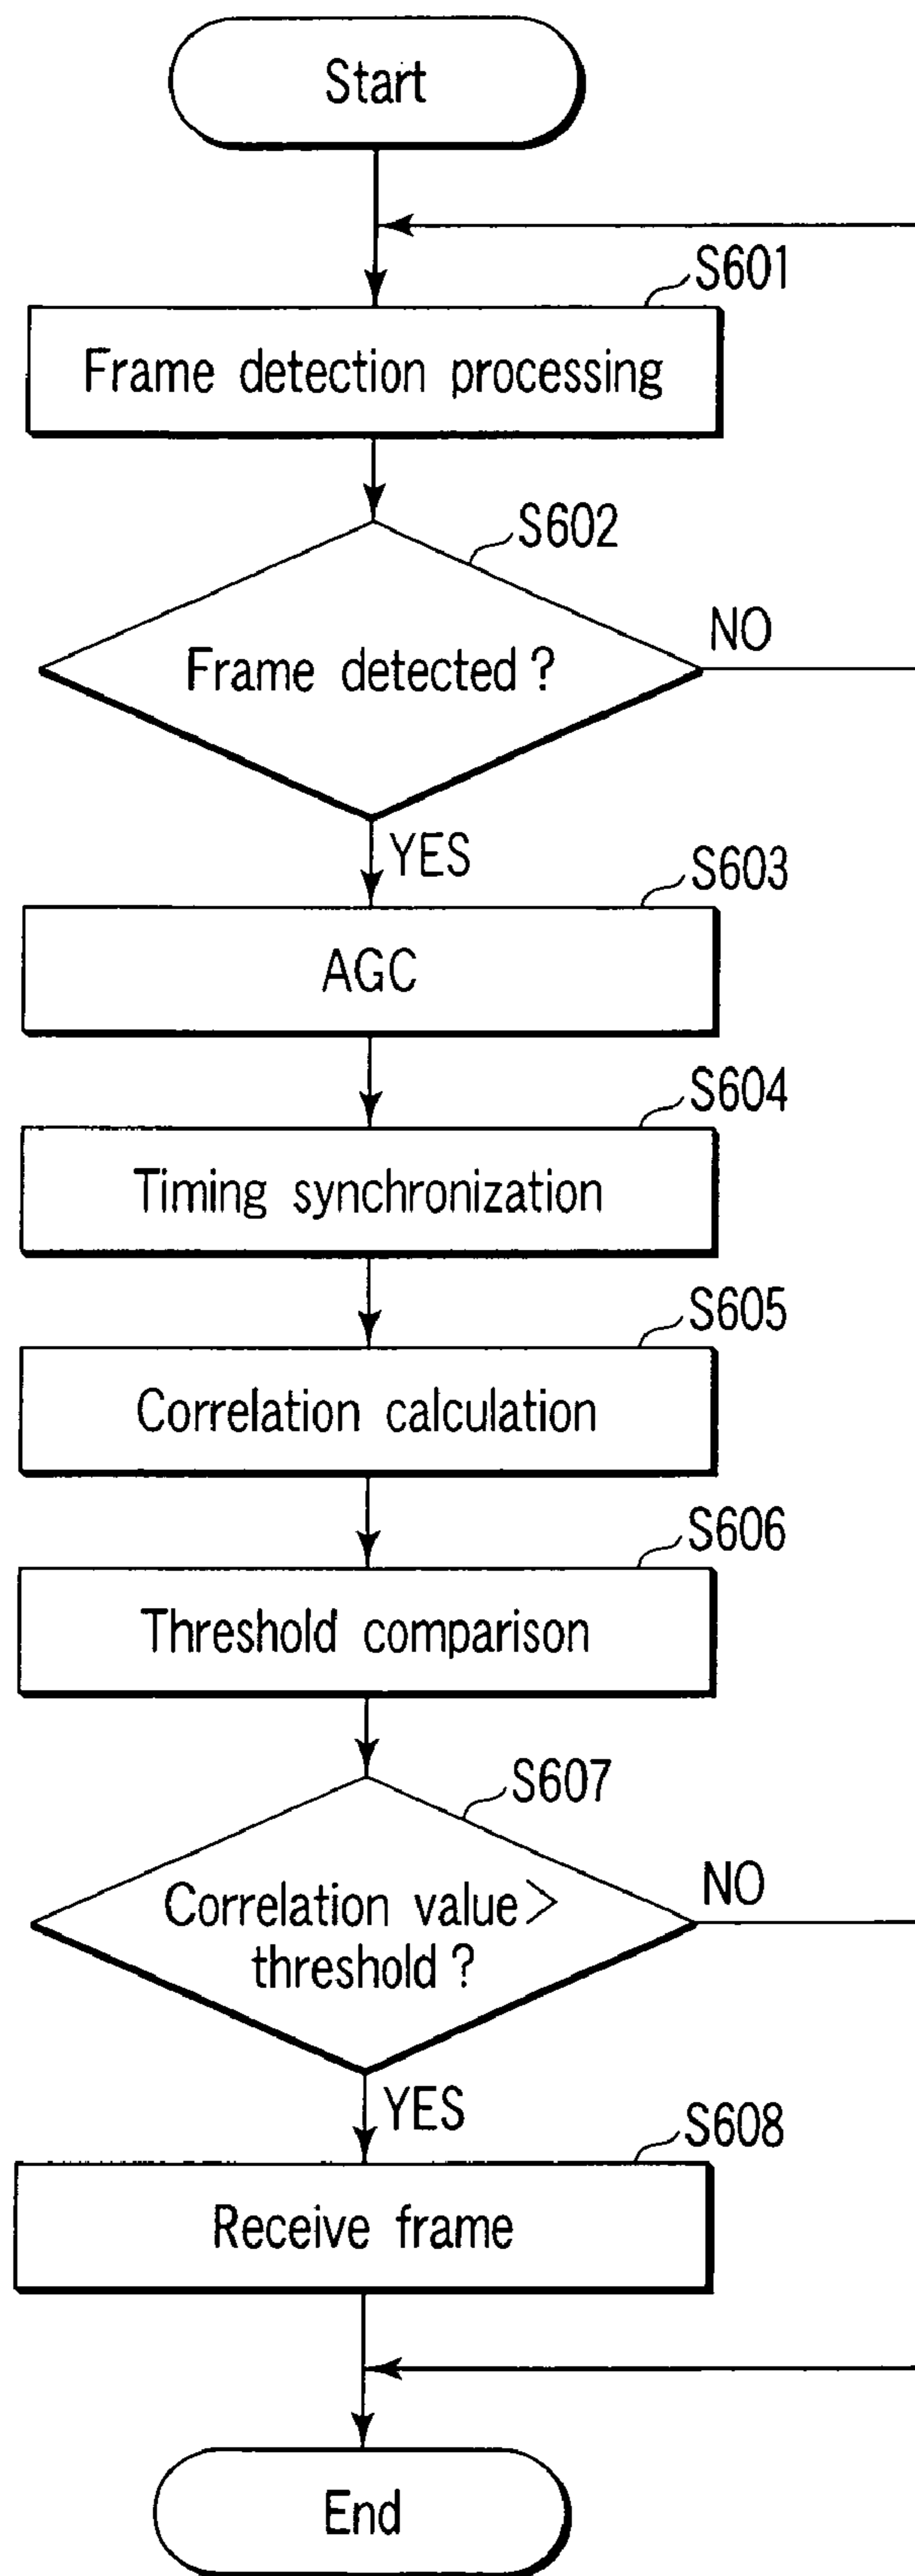 Start
S601
Frame detection processing
S602
Frame detected ?
NO
YES
S603
AGC
S604
Timing synchronization
S605
Correlation calculation
S606
Threshold comparison
S607
Correlation value >
threshold ?
NO
YES
S608
Receive frame
End